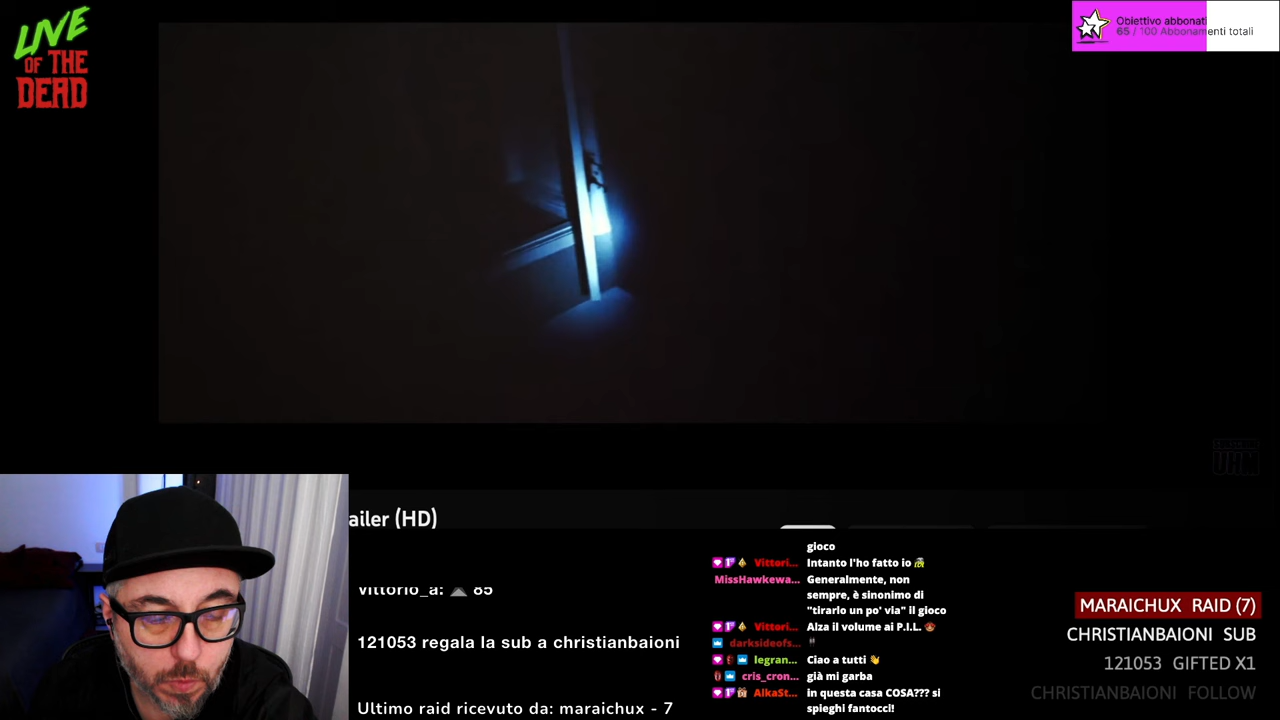 LIVE
OF THE
DEAD
Obiettivo abbonati
65 / 100 Abbonamenti totali
UHN
ailer (HD)
vittorio_a: 85
121053 regala la sub a christianbaioni
Ultimo raid ricevuto da: maraichux - 7
gioco
Vittori... Intanto l'ho fatto io
MissHawkewa... Generalmente, non
sempre, è sinonimo di
"tirarlo un po' via" il gioco
Vittori... Alza il volume ai P.I.L.
darksideofs...
legran... Ciao a tutti 👋
cris_cron... già mi garba
AlkaSt... in questa casa COSA??? si
spieghi fantocci!
MARAICHUX RAID (7)
CHRISTIANBAIONI SUB
121053 GIFTED X1
CHRISTIANBAIONI FOLLOW